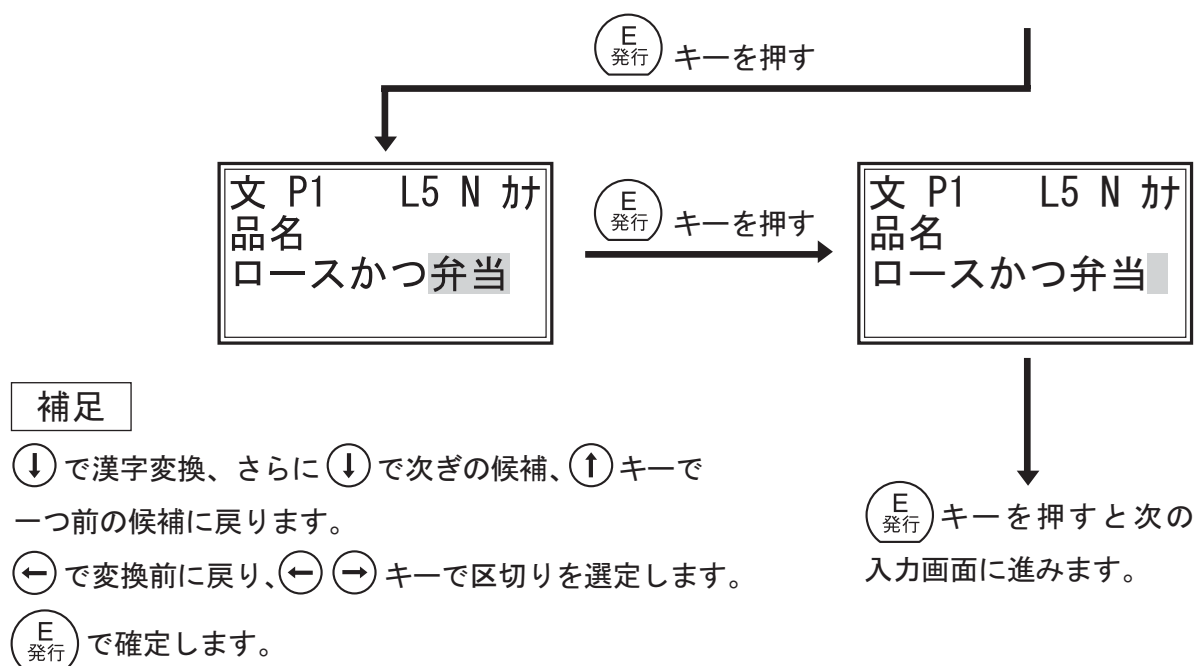 E 発行 キーを押す
文 P1 L5 N カナ
品名
ロースかつ弁当
E 発行 キーを押す
文 P1 L5 N カナ
品名
ロースかつ弁当
補足
↓で漢字変換、さらに↓で次ぎの候補、↑キーで
一つ前の候補に戻ります。
←で変換前に戻り、← →キーで区切りを選定します。
E 発行 で確定します。
E 発行 キーを押すと次の
入力画面に進みます。